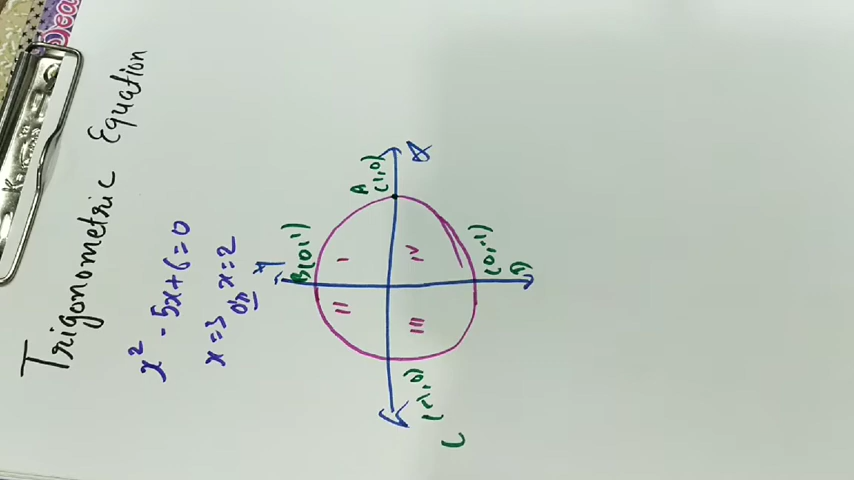 Trigonometric Equation
x² - 5x + 6 = 0
x = 3 or x = 2
Y
B(0,1)
A
(1,0)
X
II
I
III
IV
(-1,0)
C
(0,-1)
D